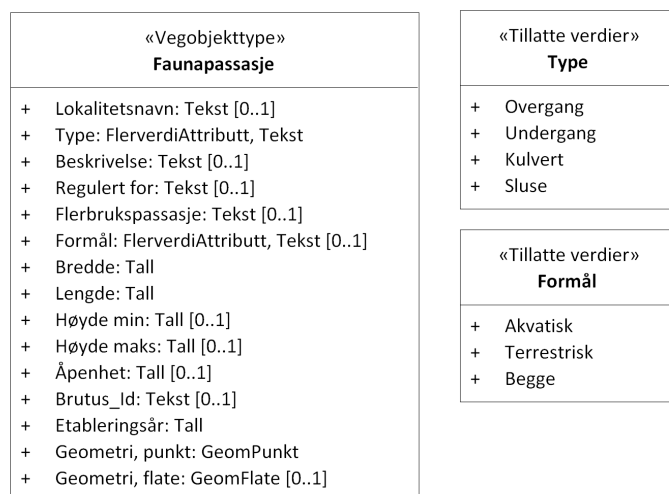 «Vegobjekttype»
Faunapassasje
+ Lokalitetsnavn: Tekst [0..1]
+ Type: FlerverdiAttributt, Tekst
+ Beskrivelse: Tekst [0..1]
+ Regulert for: Tekst [0..1]
+ Flerbrukspassasje: Tekst [0..1]
+ Formål: FlerverdiAttributt, Tekst [0..1]
+ Bredde: Tall
+ Lengde: Tall
+ Høyde min: Tall [0..1]
+ Høyde maks: Tall [0..1]
+ Åpenhet: Tall [0..1]
+ Brutus_Id: Tekst [0..1]
+ Etableringsår: Tall
+ Geometri, punkt: GeomPunkt
+ Geometri, flate: GeomFlate [0..1]
«Tillatte verdier»
Type
+ Overgang
+ Undergang
+ Kulvert
+ Sluse
«Tillatte verdier»
Formål
+ Akvatisk
+ Terrestrisk
+ Begge